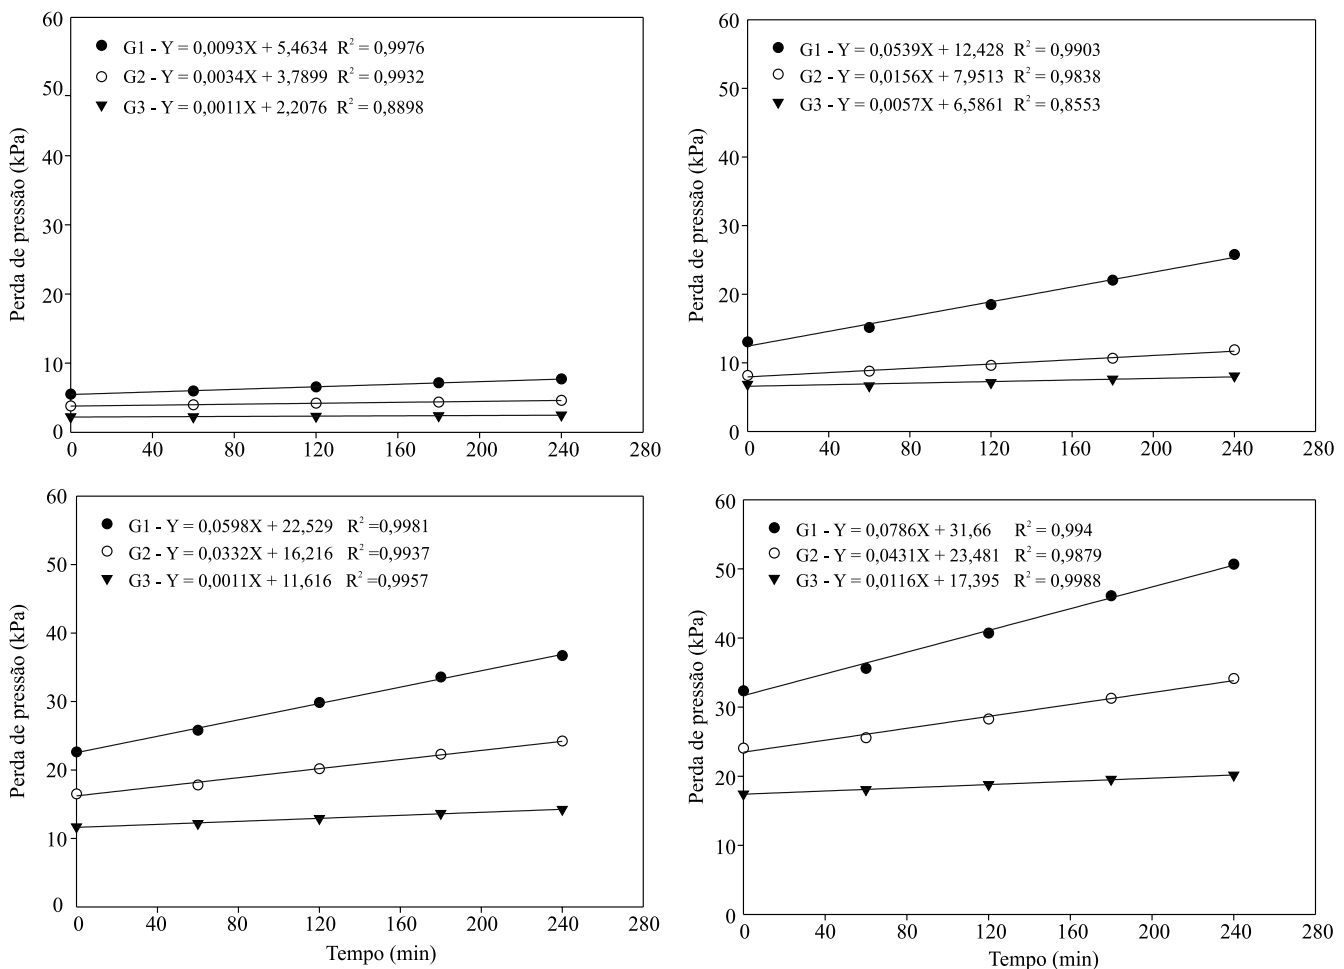 60
50
40
30
20
10
0
Perda de pressão (kPa)
G1 - Y = 0,0093X + 5,4634 R² = 0,9976
G2 - Y = 0,0034X + 3,7899 R² = 0,9932
G3 - Y = 0,0011X + 2,2076 R² = 0,8898
0 40 80 120 160 200 240 280
60
50
40
30
20
10
0
Perda de pressão (kPa)
G1 - Y = 0,0539X + 12,428 R² = 0,9903
G2 - Y = 0,0156X + 7,9513 R² = 0,9838
G3 - Y = 0,0057X + 6,5861 R² = 0,8553
0 40 80 120 160 200 240 280
60
50
40
30
20
10
0
Perda de pressão (kPa)
G1 - Y = 0,0598X + 22,529 R² =0,9981
G2 - Y = 0,0332X + 16,216 R² =0,9937
G3 - Y = 0,0011X + 11,616 R² =0,9957
0 40 80 120 160 200 240 280
Tempo (min)
60
50
40
30
20
10
0
Perda de pressão (kPa)
G1 - Y = 0,0786X + 31,66 R² = 0,994
G2 - Y = 0,0431X + 23,481 R² = 0,9879
G3 - Y = 0,0116X + 17,395 R² = 0,9988
0 40 80 120 160 200 240 280
Tempo (min)